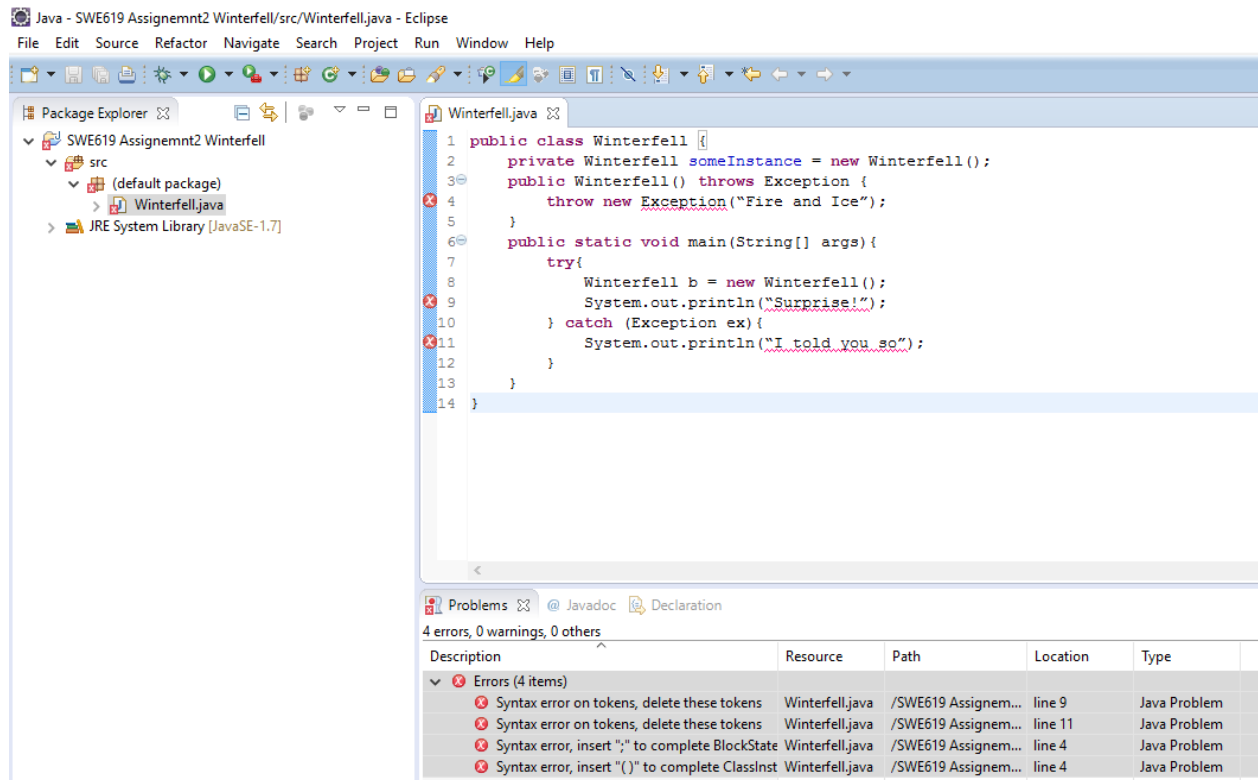 Java - SWE619 Assignemnt2 Winterfell/src/Winterfell.java - Eclipse
File Edit Source Refactor Navigate Search Project Run Window Help
Package Explorer
SWE619 Assignemnt2 Winterfell
src
(default package)
Winterfell.java
JRE System Library [JavaSE-1.7]
Winterfell.java
1 public class Winterfell {
2 private Winterfell someInstance = new Winterfell();
3 public Winterfell() throws Exception {
4 throw new Exception(“Fire and Ice”);
5 }
6 public static void main(String[] args){
7 try{
8 Winterfell b = new Winterfell();
9 System.out.println(“Surprise!”);
10 } catch (Exception ex){
11 System.out.println(“I told you so”);
12 }
13 }
14 }
Problems @ Javadoc Declaration
4 errors, 0 warnings, 0 others
Description Resource Path Location Type
Errors (4 items)
Syntax error on tokens, delete these tokens Winterfell.java /SWE619 Assignem... line 9 Java Problem
Syntax error on tokens, delete these tokens Winterfell.java /SWE619 Assignem... line 11 Java Problem
Syntax error, insert ";" to complete BlockState Winterfell.java /SWE619 Assignem... line 4 Java Problem
Syntax error, insert "( )" to complete ClassInst Winterfell.java /SWE619 Assignem... line 4 Java Problem